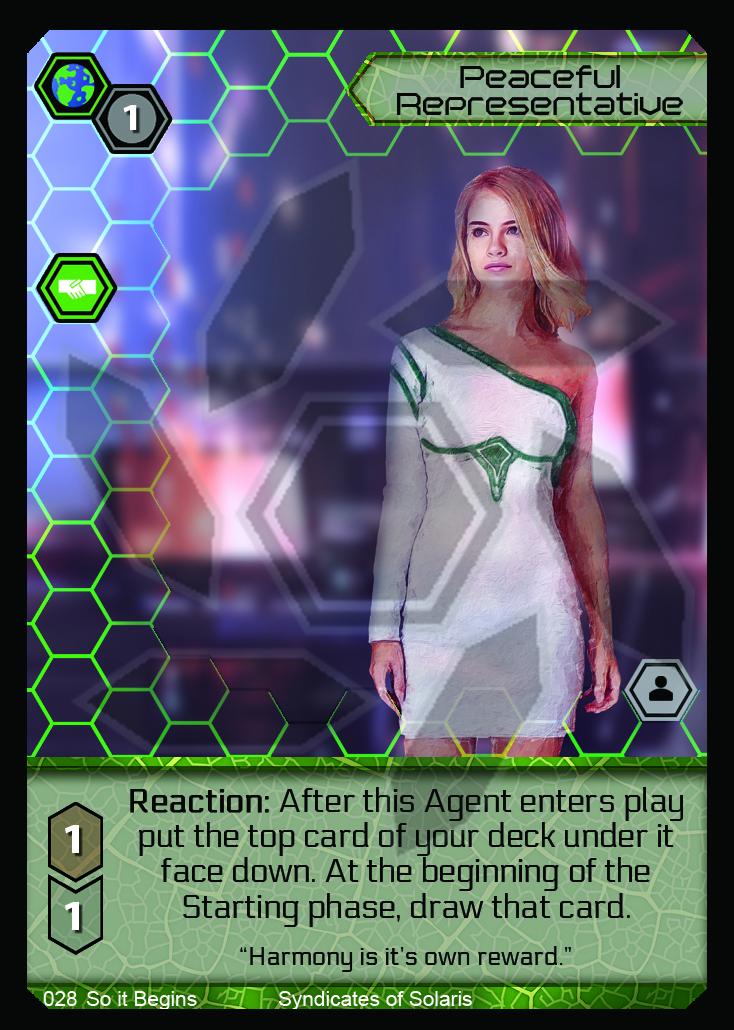 Peaceful
Representative
1
Reaction: After this Agent enters play
put the top card of your deck under it
face down. At the beginning of the
Starting phase, draw that card.
1
1
“Harmony is it's own reward.”
028 So it Begins
Syndicates of Solaris